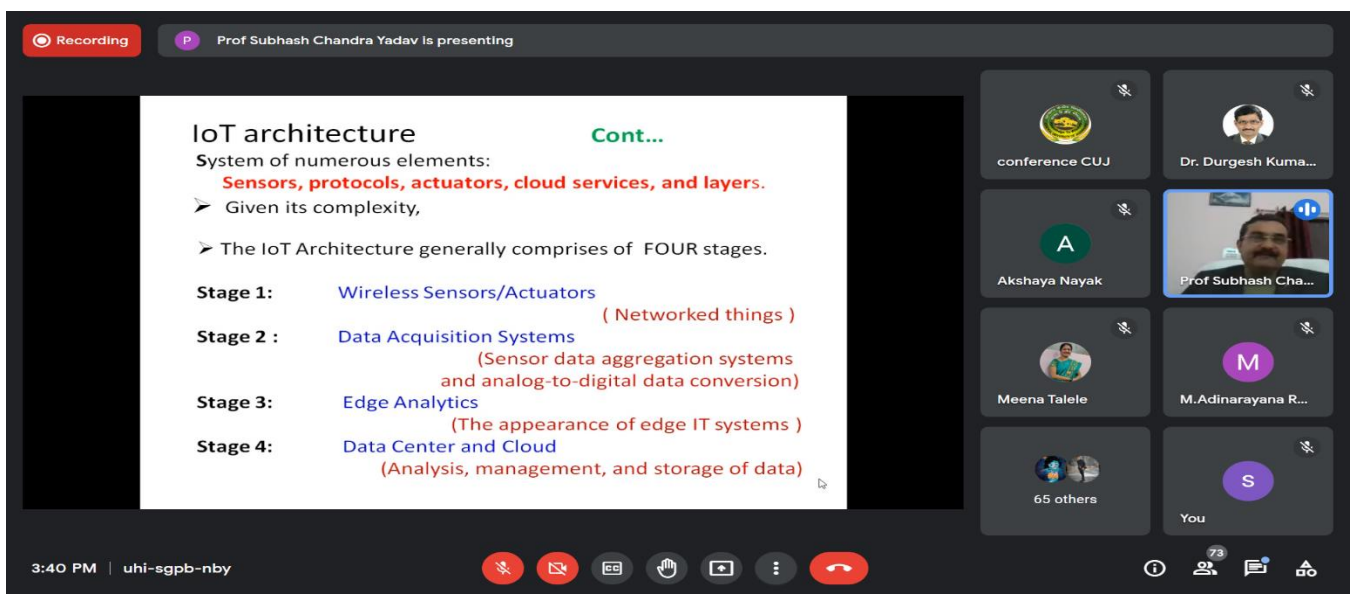 Recording
P
Prof Subhash Chandra Yadav is presenting
IoT architecture Cont...
System of numerous elements:
Sensors, protocols, actuators, cloud services, and layers.
➢ Given its complexity,
➢ The IoT Architecture generally comprises of FOUR stages.
Stage 1: Wireless Sensors/Actuators
( Networked things )
Stage 2 : Data Acquisition Systems
(Sensor data aggregation systems
and analog-to-digital data conversion)
Stage 3: Edge Analytics
(The appearance of edge IT systems )
Stage 4: Data Center and Cloud
(Analysis, management, and storage of data)
conference CUJ
Dr. Durgesh Kuma...
A
Akshaya Nayak
Prof Subhash Cha...
Meena Talele
M
M.Adinarayana R...
65 others
S
You
3:40 PM | uhi-sgpb-nby
CC
73